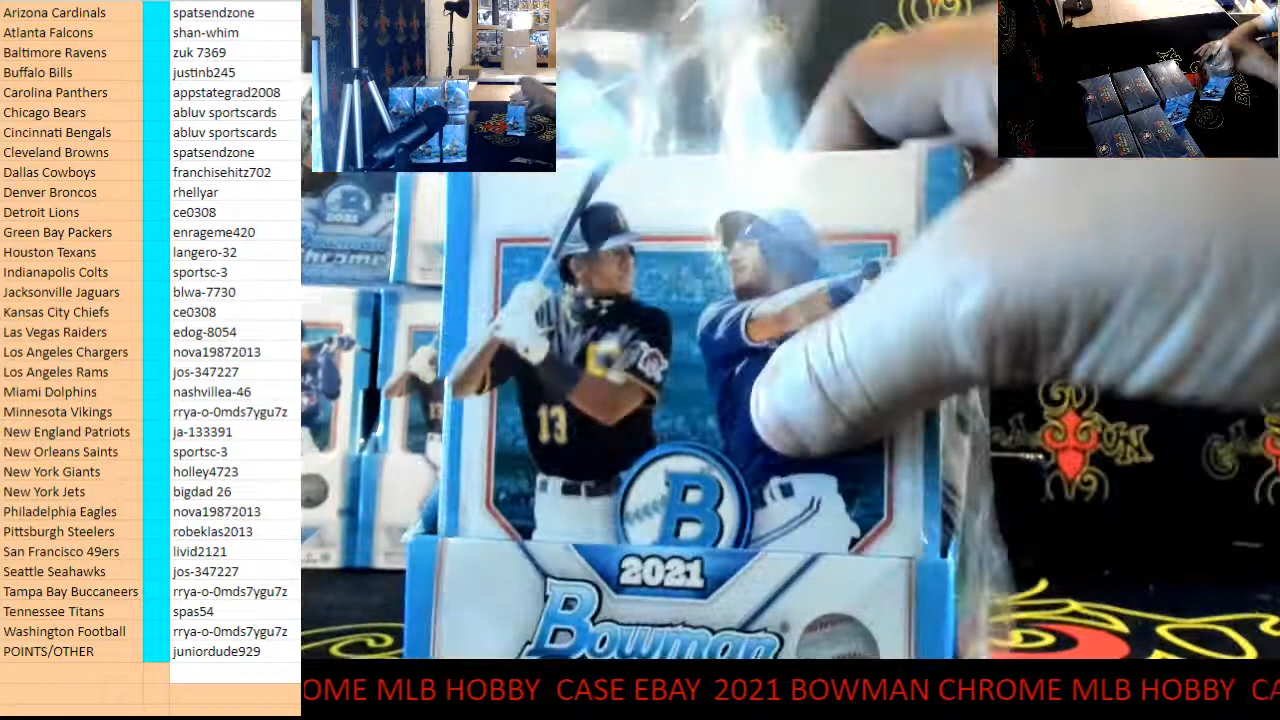 Arizona Cardinals spatsendzone
Atlanta Falcons shan-whim
Baltimore Ravens zuk 7369
Buffalo Bills justinb245
Carolina Panthers appstategrad2008
Chicago Bears abluv sportscards
Cincinnati Bengals abluv sportscards
Cleveland Browns spatsendzone
Dallas Cowboys franchisehitz702
Denver Broncos rhellyar
Detroit Lions ce0308
Green Bay Packers enrageme420
Houston Texans langero-32
Indianapolis Colts sportsc-3
Jacksonville Jaguars blwa-7730
Kansas City Chiefs ce0308
Las Vegas Raiders edog-8054
Los Angeles Chargers nova19872013
Los Angeles Rams jos-347227
Miami Dolphins nashvillea-46
Minnesota Vikings rrya-o-0mds7ygu7z
New England Patriots ja-133391
New Orleans Saints sportsc-3
New York Giants holley4723
New York Jets bigdad 26
Philadelphia Eagles nova19872013
Pittsburgh Steelers robeklas2013
San Francisco 49ers livid2121
Seattle Seahawks jos-347227
Tampa Bay Buccaneers rrya-o-0mds7ygu7z
Tennessee Titans spas54
Washington Football rrya-o-0mds7ygu7z
POINTS/OTHER juniordude929
2021
Bowman
Chrome
13
B
2021
Bowman
OME MLB HOBBY CASE EBAY 2021 BOWMAN CHROME MLB HOBBY CA